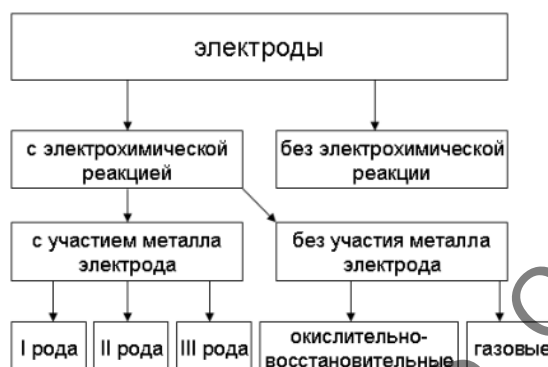 электроды
с электрохимической
реакцией
без электрохимической
реакции
с участием металла
электрода
без участия металла
электрода
I рода
II рода
III рода
окислительно-
восстановительные
газовые